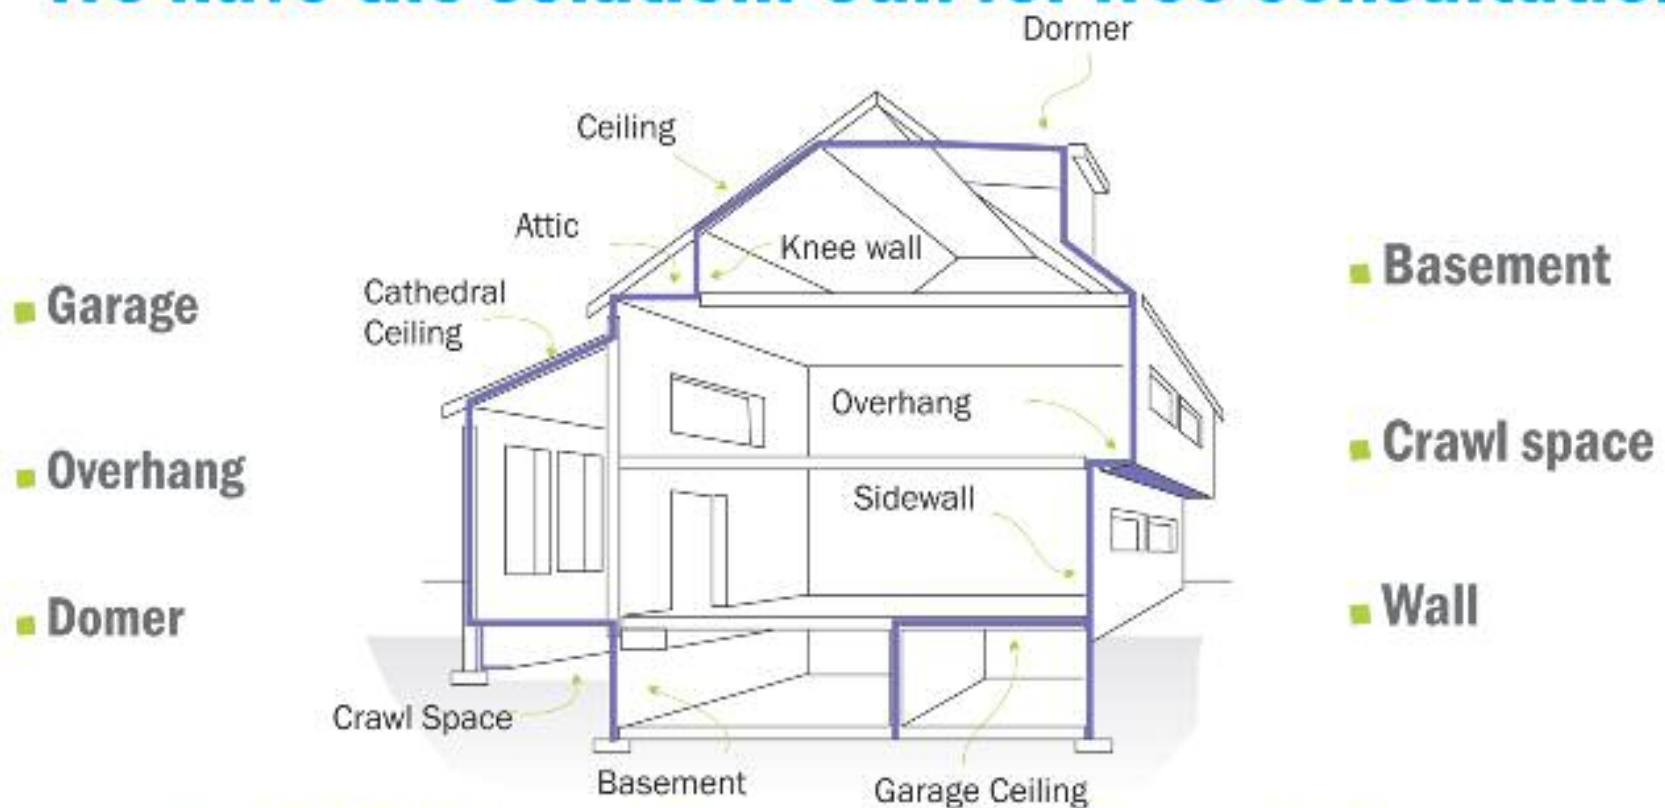 Dormer
Ceiling
Attic
Knee wall
Cathedral
Ceiling
Overhang
Sidewall
Crawl Space
Basement
Garage Ceiling
Garage
Overhang
Domer
Basement
Crawl space
Wall